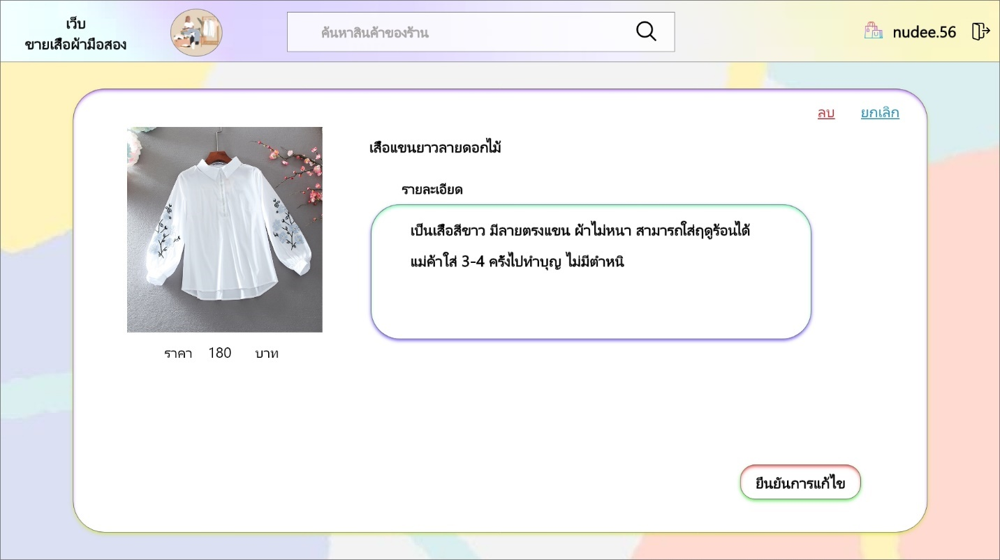 เว็บ
ขายเสื้อผ้ามือสอง
ค้นหาสินค้าของร้าน
nudee.56
ลบ ยกเลิก
เสื้อแขนยาวลายดอกไม้
รายละเอียด
เป็นเสื้อสีขาว มีลายตรงแขน ผ้าไม่หนา สามารถใส่ฤดูร้อนได้
แม่ค้าใส่ 3-4 ครั้งไปทำบุญ ไม่มีตำหนิ
ราคา 180 บาท
ยืนยันการแก้ไข